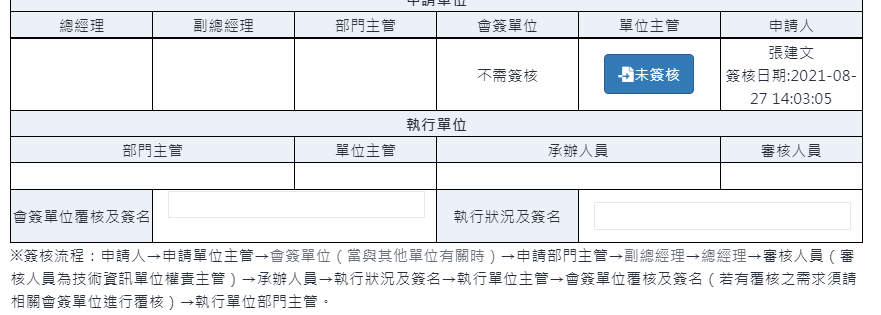 申請單位
總經理 副總經理 部門主管 會簽單位 單位主管 申請人
不需簽核 未簽核 張建文
簽核日期:2021-08-
27 14:03:05
執行單位
部門主管 單位主管 承辦人員 審核人員
會簽單位覆核及簽名 執行狀況及簽名
※簽核流程：申請人→申請單位主管→會簽單位（當與其他單位有關時）→申請部門主管→副總經理→總經理→審核人員（審
核人員為技術資訊單位權責主管）→承辦人員→執行狀況及簽名→執行單位主管→會簽單位覆核及簽名（若有覆核之需求須請
相關會簽單位進行覆核）→執行單位部門主管。